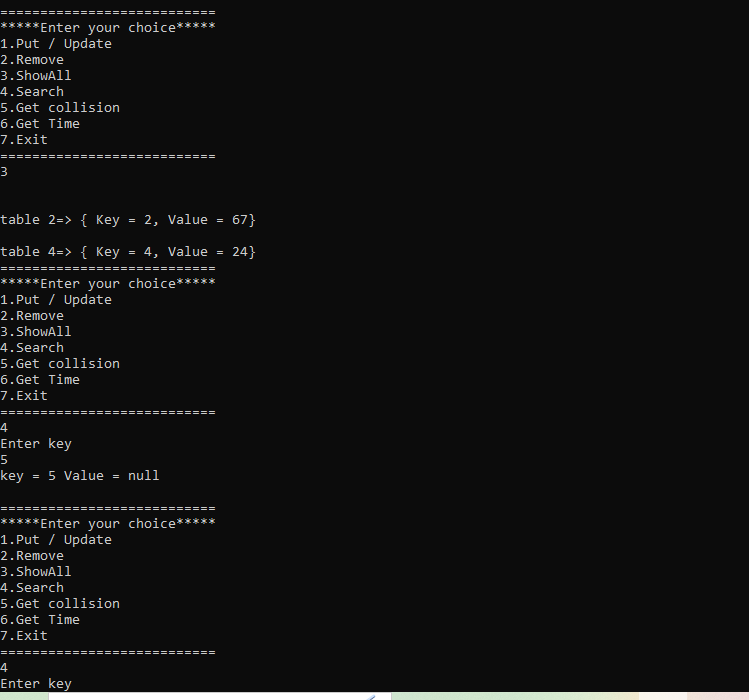 ===========================
*****Enter your choice*****
1.Put / Update
2.Remove
3.ShowAll
4.Search
5.Get collision
6.Get Time
7.Exit
===========================
3
table 2=> { Key = 2, Value = 67}
table 4=> { Key = 4, Value = 24}
===========================
*****Enter your choice*****
1.Put / Update
2.Remove
3.ShowAll
4.Search
5.Get collision
6.Get Time
7.Exit
===========================
4
Enter key
5
key = 5 Value = null
===========================
*****Enter your choice*****
1.Put / Update
2.Remove
3.ShowAll
4.Search
5.Get collision
6.Get Time
7.Exit
===========================
4
Enter key